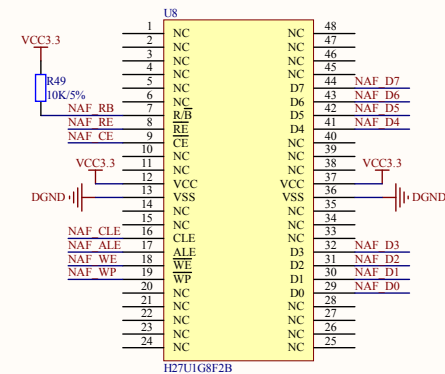 U8
1 NC NC 48
VCC3.3
2 NC NC 47
3 NC NC 46
4 NC NC 45
R49
10K/5%
5 NC D7 44 NAF_D7
6 NC D6 43 NAF_D6
NAF_RB 7 R/B D5 42 NAF_D5
NAF_RE 8 RE D4 41 NAF_D4
NAF_CE 9 CE NC 40
10 NC NC 39
VCC3.3 11 NC NC 38 VCC3.3
12 VCC VCC 37
DGND 13 VSS VSS 36 DGND
14 NC NC 35
15 NC NC 34
NAF_CLE 16 CLE NC 33
NAF_ALE 17 ALE D3 32 NAF_D3
NAF_WE 18 WE D2 31 NAF_D2
NAF_WP 19 WP D1 30 NAF_D1
20 NC D0 29 NAF_D0
21 NC NC 28
22 NC NC 27
23 NC NC 26
24 NC NC 25
H27U1G8F2B